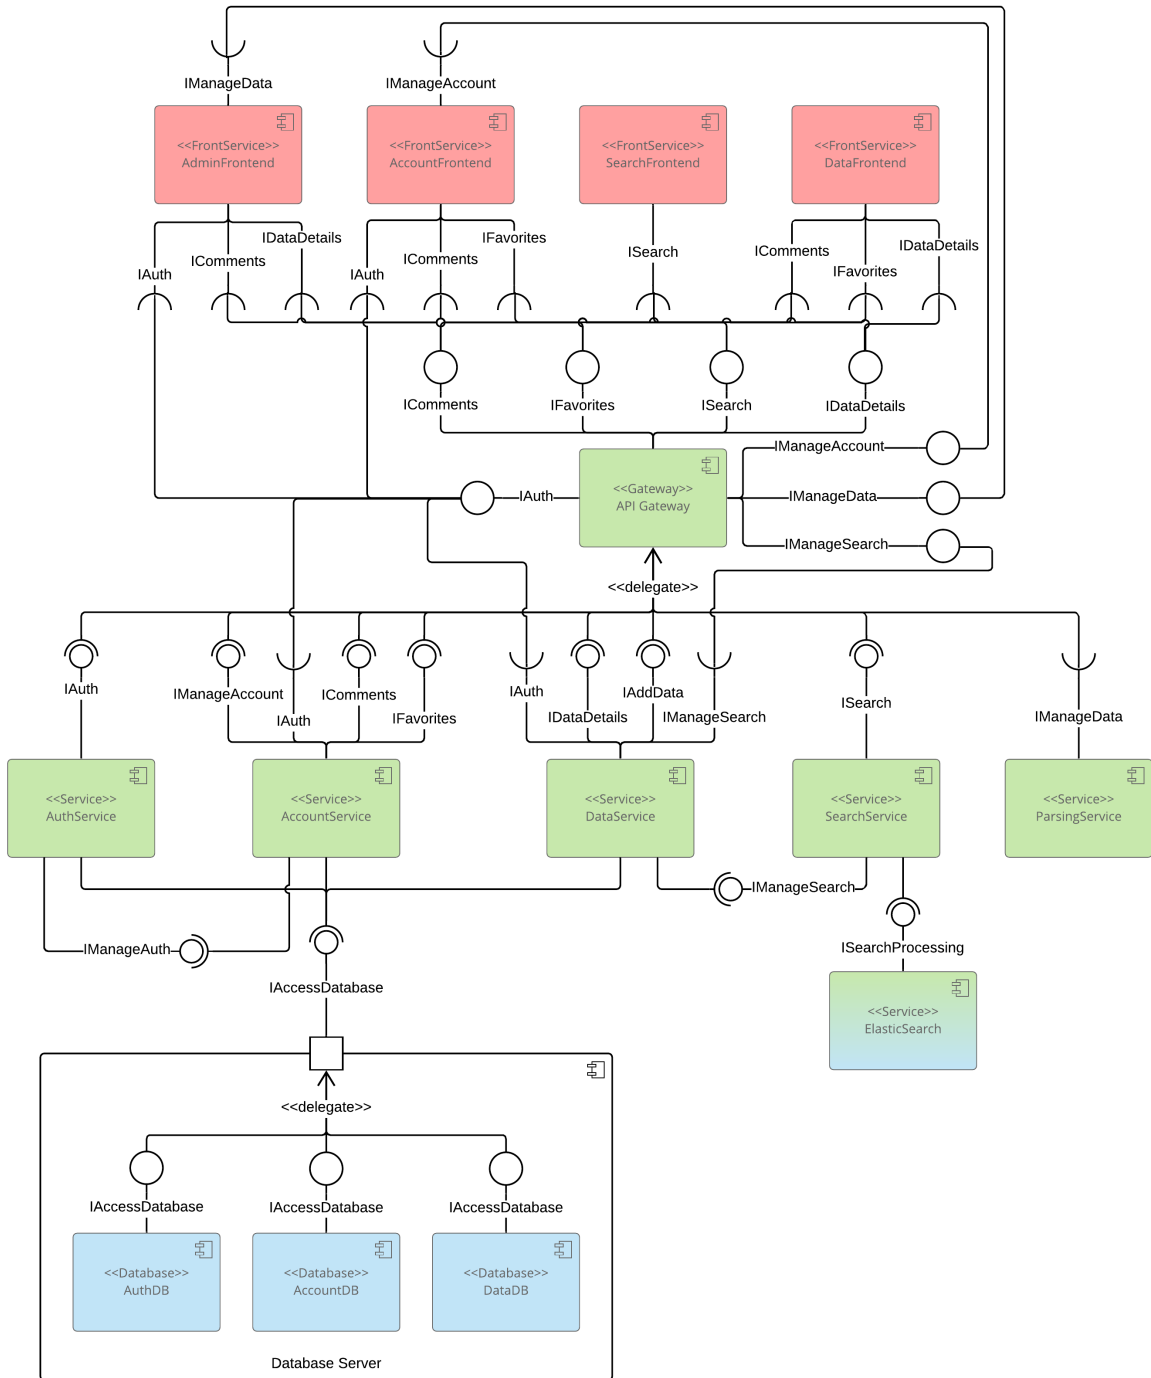 IManageData
IManageAccount
<<FrontService>>
AdminFrontend
<<FrontService>>
AccountFrontend
<<FrontService>>
SearchFrontend
<<FrontService>>
DataFrontend
IAuth
IComments
IDataDetails
IAuth
IComments
IFavorites
ISearch
IComments
IFavorites
IDataDetails
IComments
IFavorites
ISearch
IDataDetails
IManageAccount
IAuth
<<Gateway>>
API Gateway
IManageData
IManageSearch
<<delegate>>
IAuth
IManageAccount
IAuth
IComments
IFavorites
IAuth
IDataDetails
IAddData
IManageSearch
ISearch
IManageData
<<Service>>
AuthService
<<Service>>
AccountService
<<Service>>
DataService
<<Service>>
SearchService
<<Service>>
ParsingService
IManageSearch
IManageAuth
ISearchProcessing
IAccessDatabase
<<Service>>
ElasticSearch
<<delegate>>
IAccessDatabase
IAccessDatabase
IAccessDatabase
<<Database>>
AuthDB
<<Database>>
AccountDB
<<Database>>
DataDB
Database Server